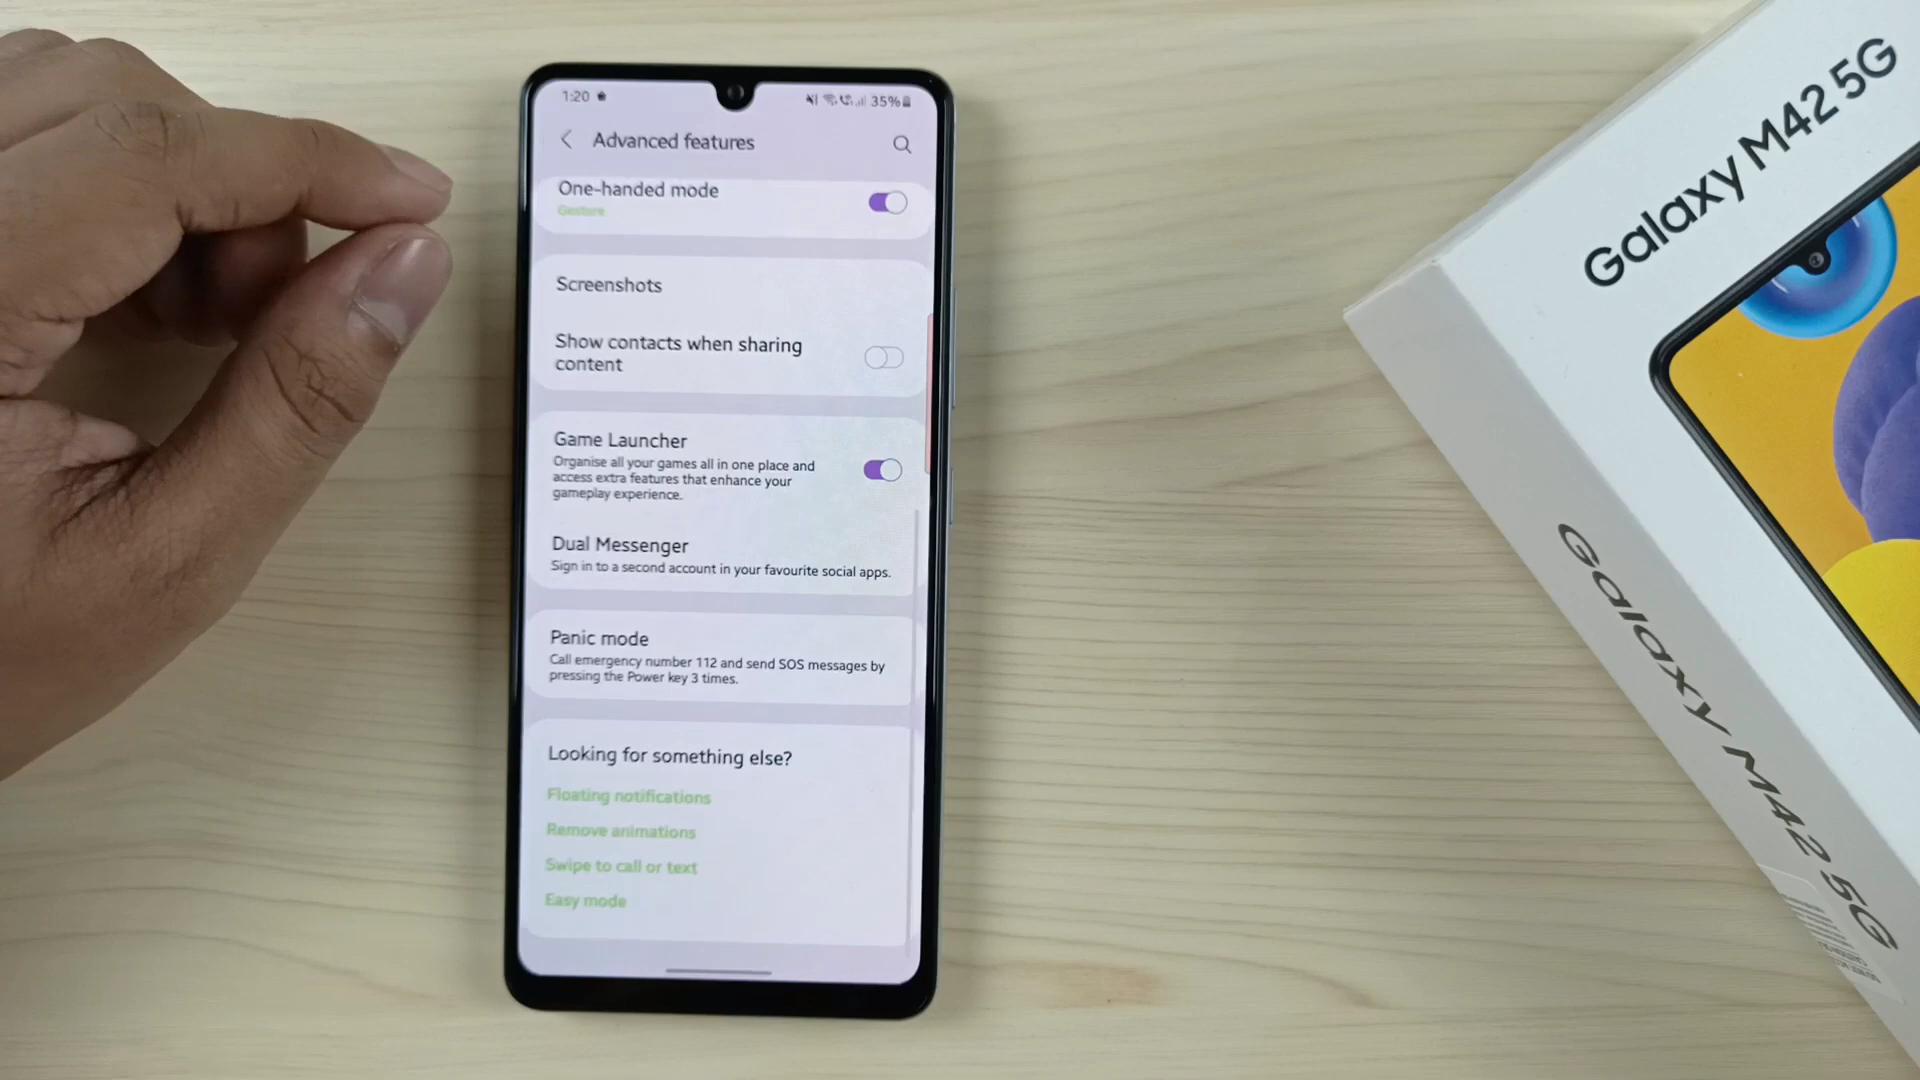 1:20
35%
Advanced features
One-handed mode
Gesture
Screenshots
Show contacts when sharing
content
Game Launcher
Organise all your games all in one place and
access extra features that enhance your
gameplay experience.
Dual Messenger
Sign in to a second account in your favourite social apps.
Panic mode
Call emergency number 112 and send SOS messages by
pressing the Power key 3 times.
Looking for something else?
Floating notifications
Remove animations
Swipe to call or text
Easy mode
Galaxy M42 5G
Galaxy M42 5G